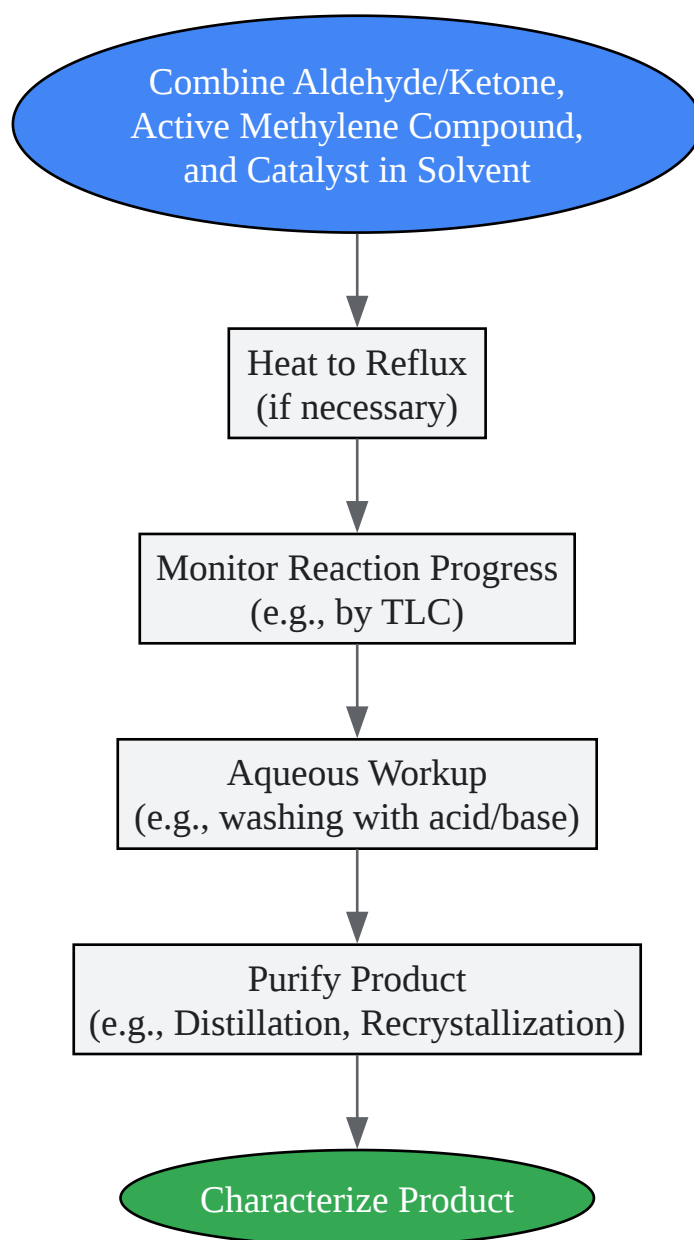 Combine Aldehyde/Ketone,
Active Methylene Compound,
and Catalyst in Solvent
Heat to Reflux
(if necessary)
Monitor Reaction Progress
(e.g., by TLC)
Aqueous Workup
(e.g., washing with acid/base)
Purify Product
(e.g., Distillation, Recrystallization)
Characterize Product